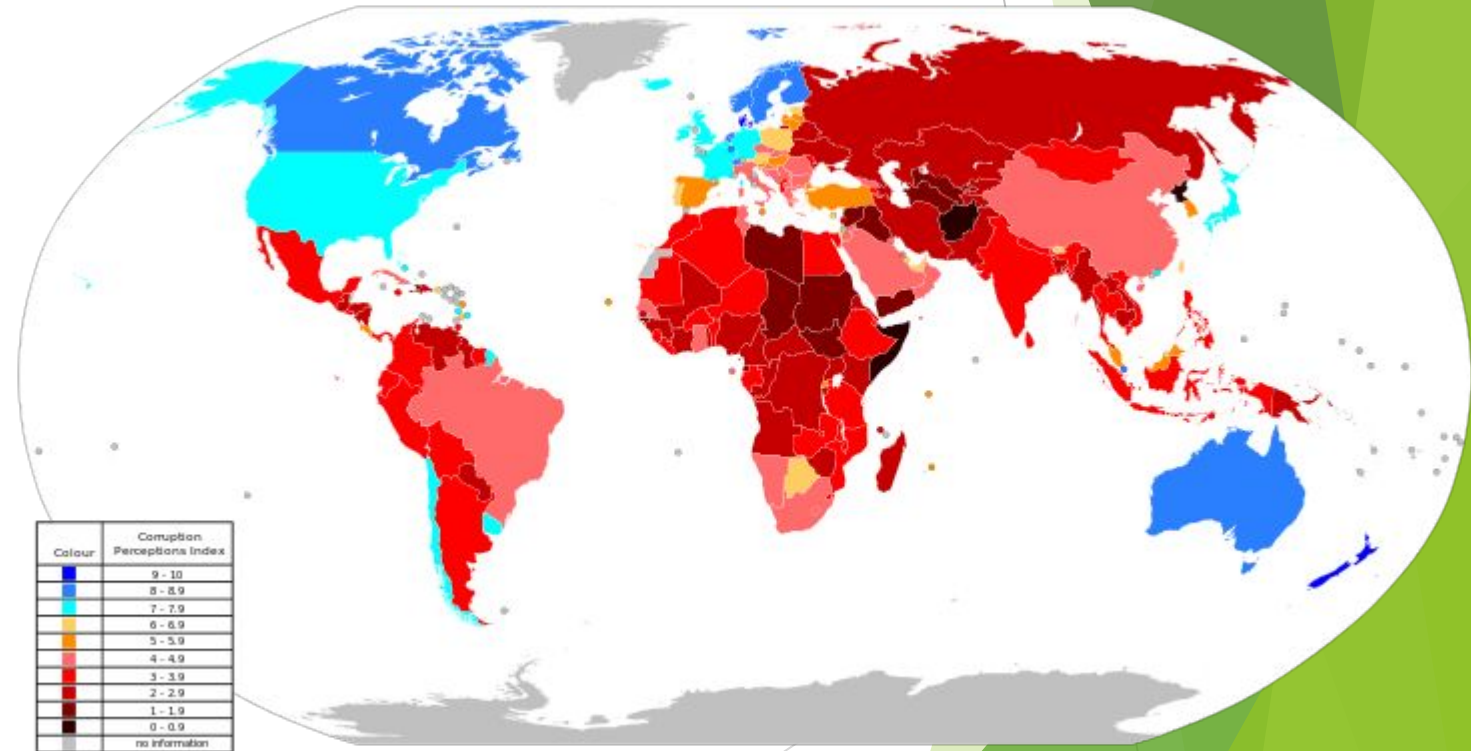 Colour
Corruption
Perceptions Index
9 - 10
8 - 8.9
7 - 7.9
6 - 6.9
5 - 5.9
4 - 4.9
3 - 3.9
2 - 2.9
1 - 1.9
0 - 0.9
no information